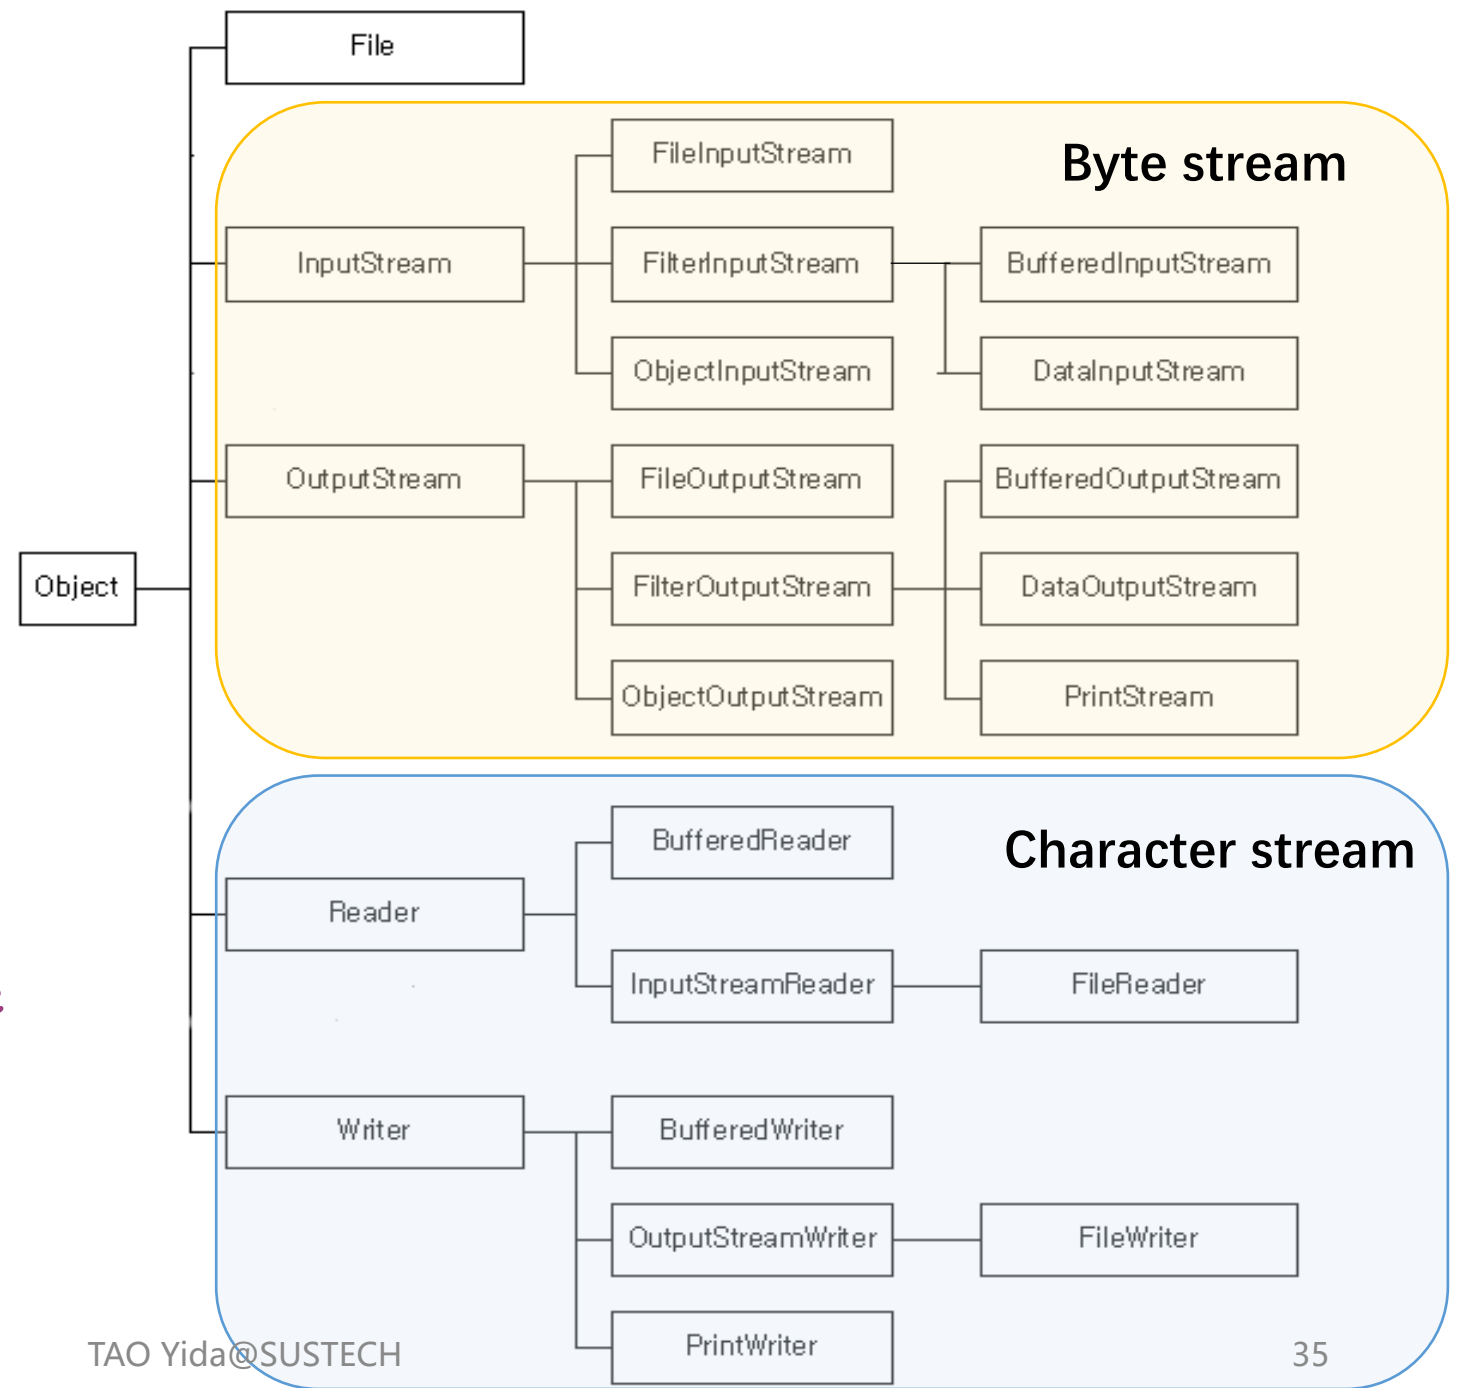 File
Byte stream
FileInputStream
InputStream
FilterInputStream
BufferedInputStream
ObjectInputStream
DataInputStream
OutputStream
FileOutputStream
BufferedOutputStream
Object
FilterOutputStream
DataOutputStream
ObjectOutputStream
PrintStream
Character stream
BufferedReader
Reader
InputStreamReader
FileReader
Writer
BufferedWriter
OutputStreamWriter
FileWriter
PrintWriter
TAO Yida@SUSTECH
35